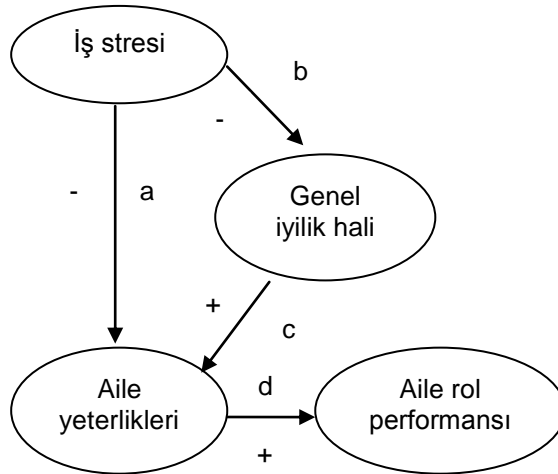 İş stresi
b
-
- a
Genel
iyilik hali
+
c
Aile
yeterlikleri
d
+
Aile rol
performansı